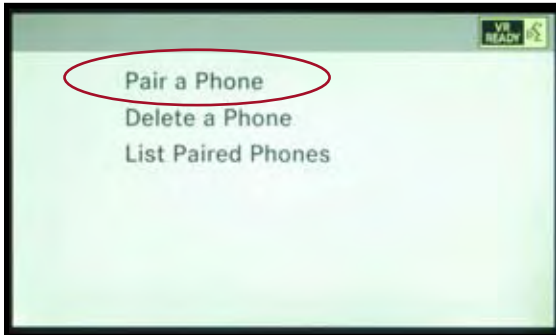 VR
READY
Pair a Phone
Delete a Phone
List Paired Phones